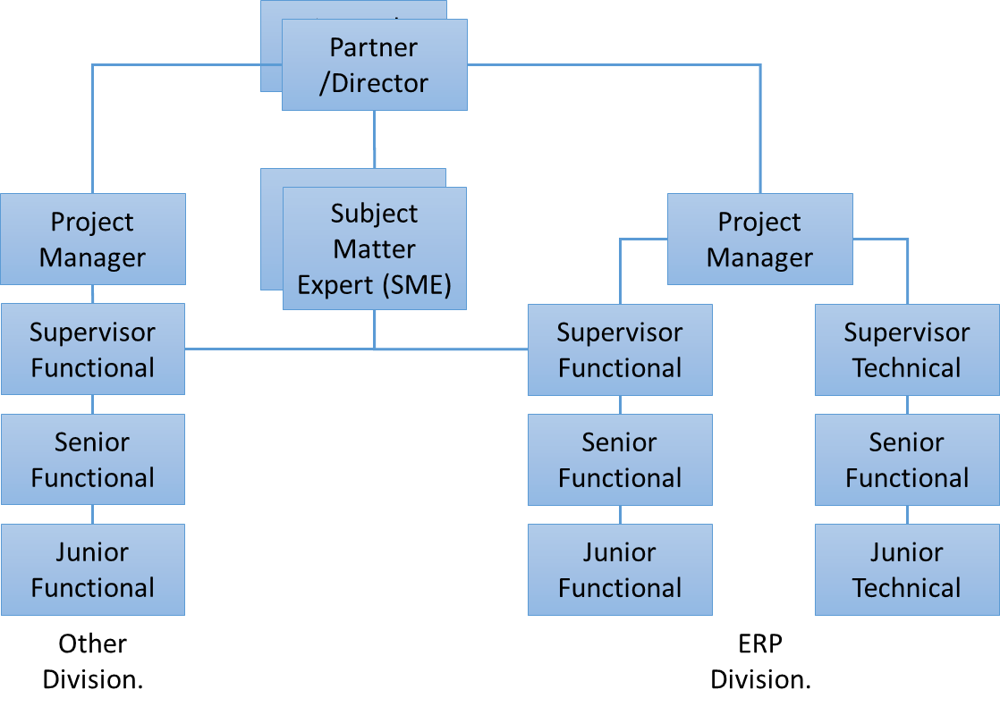 Partner
/Director
Project
Manager
Subject
Matter
Expert (SME)
Project
Manager
Supervisor
Functional
Supervisor
Functional
Supervisor
Technical
Senior
Functional
Senior
Functional
Senior
Functional
Junior
Functional
Junior
Functional
Junior
Technical
Other
Division.
ERP
Division.